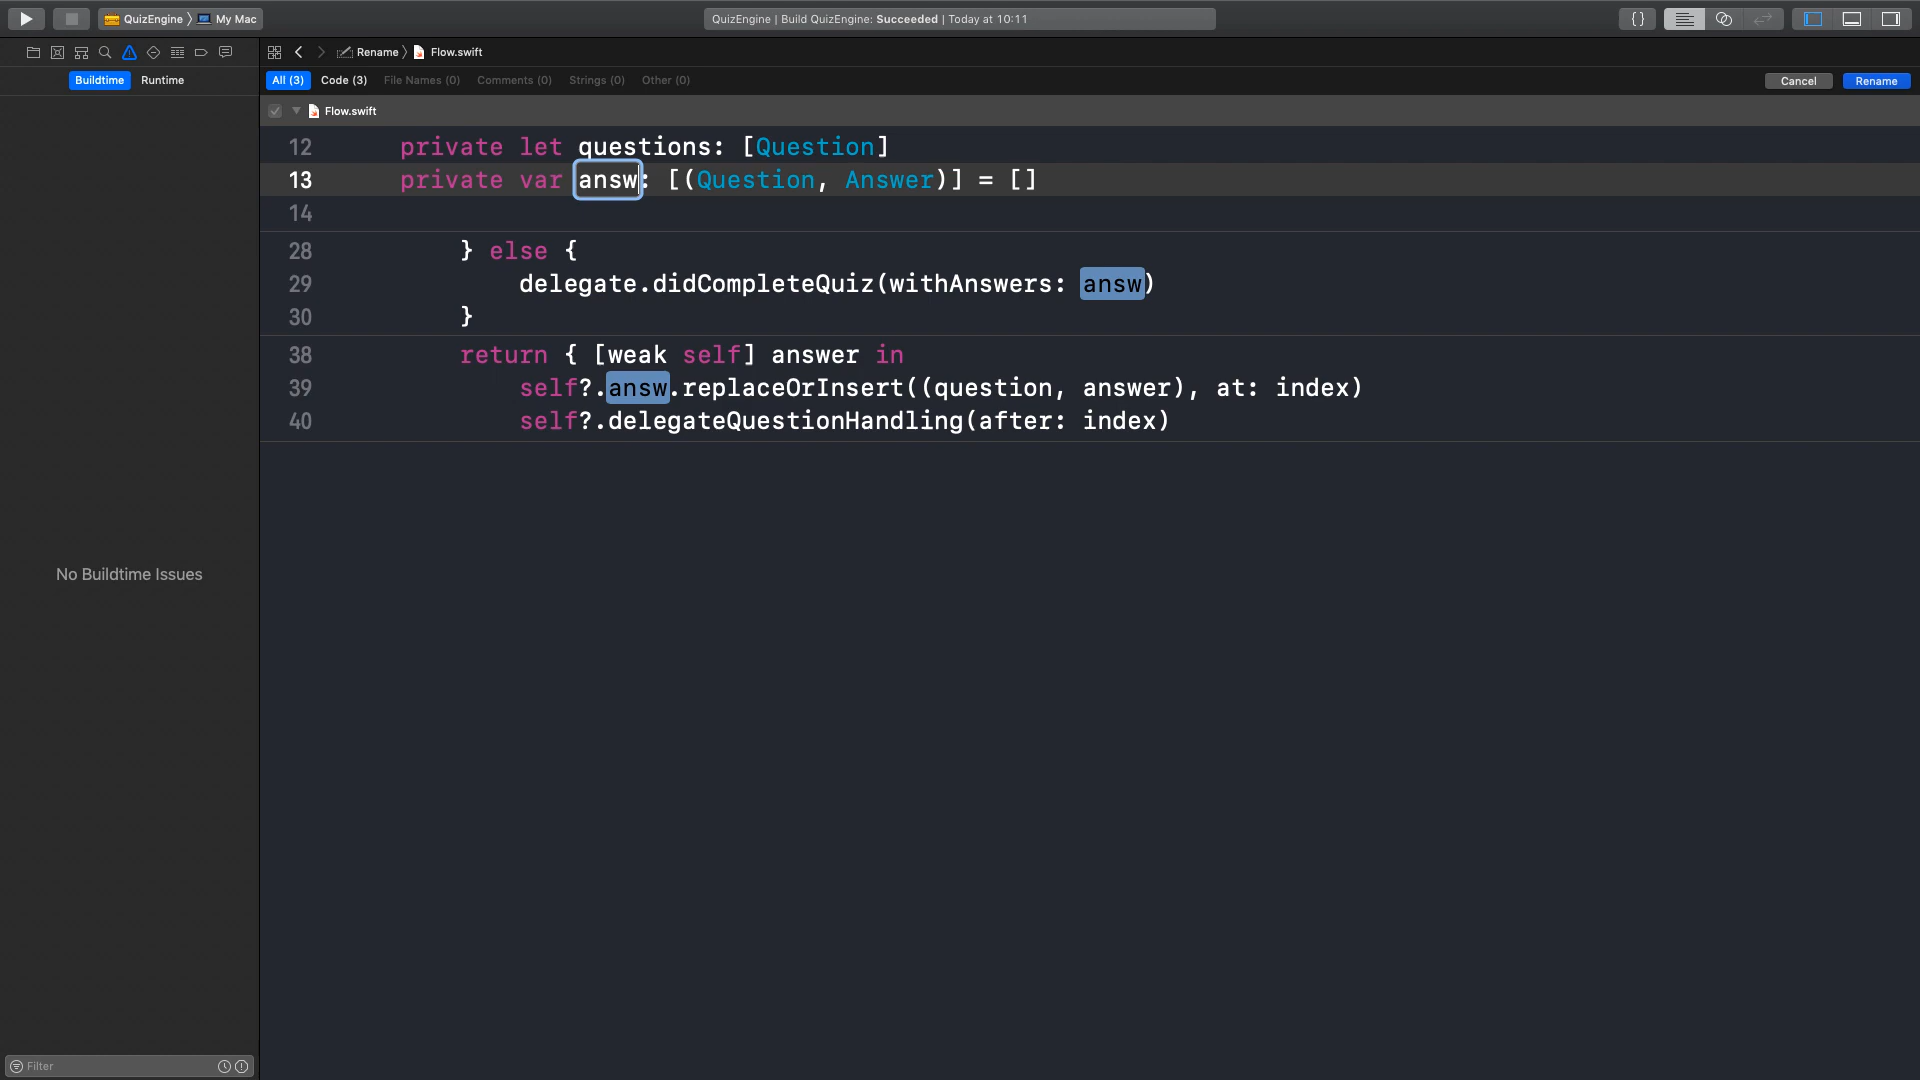 QuizEngine My Mac
QuizEngine | Build QuizEngine: Succeeded | Today at 10:11
{}
Rename Flow.swift
Buildtime Runtime
All (3) Code (3) File Names (0) Comments (0) Strings (0) Other (0) Cancel Rename
Flow.swift
12 private let questions: [Question]
13 private var answ: [(Question, Answer)] = []
14
28 } else {
29 delegate.didCompleteQuiz(withAnswers: answ)
30 }
38 return { [weak self] answer in
39 self?.answ.replaceOrInsert((question, answer), at: index)
40 self?.delegateQuestionHandling(after: index)
No Buildtime Issues
Filter